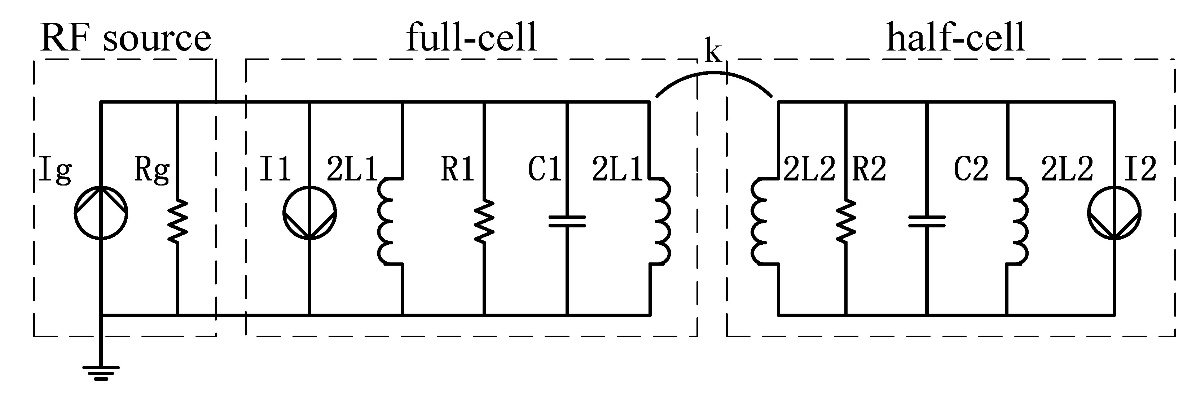 RF source
full-cell
half-cell
k
Ig
Rg
I1
2L1
R1
C1
2L1
2L2
R2
C2
2L2
I2